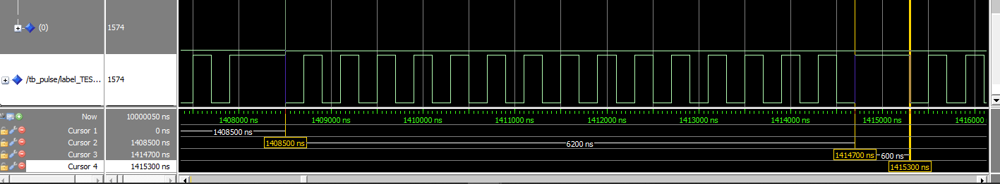 (0) 1574
/tb_pulse/label_TES... 1574
Now 10000050 ns 1408000 ns 1409000 ns 1410000 ns 1411000 ns 1412000 ns 1413000 ns 1414000 ns 1415000 ns 1416000 ns
Cursor 1 0 ns 1408500 ns
Cursor 2 1408500 ns 1408500 ns 6200 ns
Cursor 3 1414700 ns 1414700 ns 600 ns
Cursor 4 1415300 ns 1415300 ns